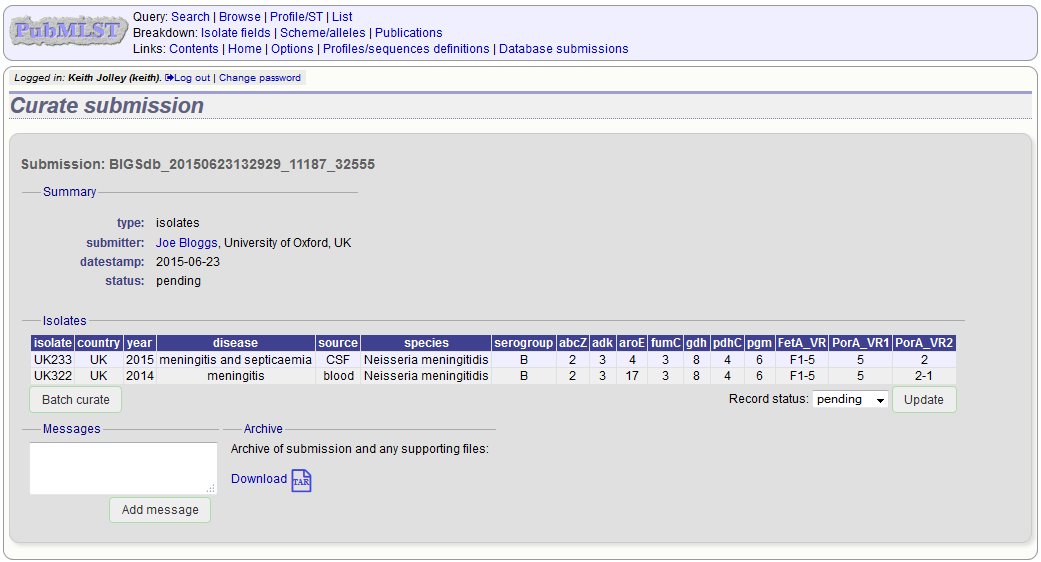 PubMLST
Query: Search | Browse | Profile/ST | List
Breakdown: Isolate fields | Scheme/alleles | Publications
Links: Contents | Home | Options | Profiles/sequences definitions | Database submissions
Logged in: Keith Jolley (keith). Log out | Change password
Curate submission
Submission: BIGSdb_20150623132929_11187_32555
Summary
type: isolates
submitter: Joe Bloggs, University of Oxford, UK
datestamp: 2015-06-23
status: pending
Isolates
isolate country year disease source species serogroup abcZ adk aroE fumC gdh pdhC pgm FetA_VR PorA_VR1 PorA_VR2
UK233 UK 2015 meningitis and septicaemia CSF Neisseria meningitidis B 2 3 4 3 8 4 6 F1-5 5 2
UK322 UK 2014 meningitis blood Neisseria meningitidis B 2 3 17 3 8 4 6 F1-5 5 2-1
Batch curate Record status: pending Update
Messages Archive
Archive of submission and any supporting files:
Download TAR
Add message